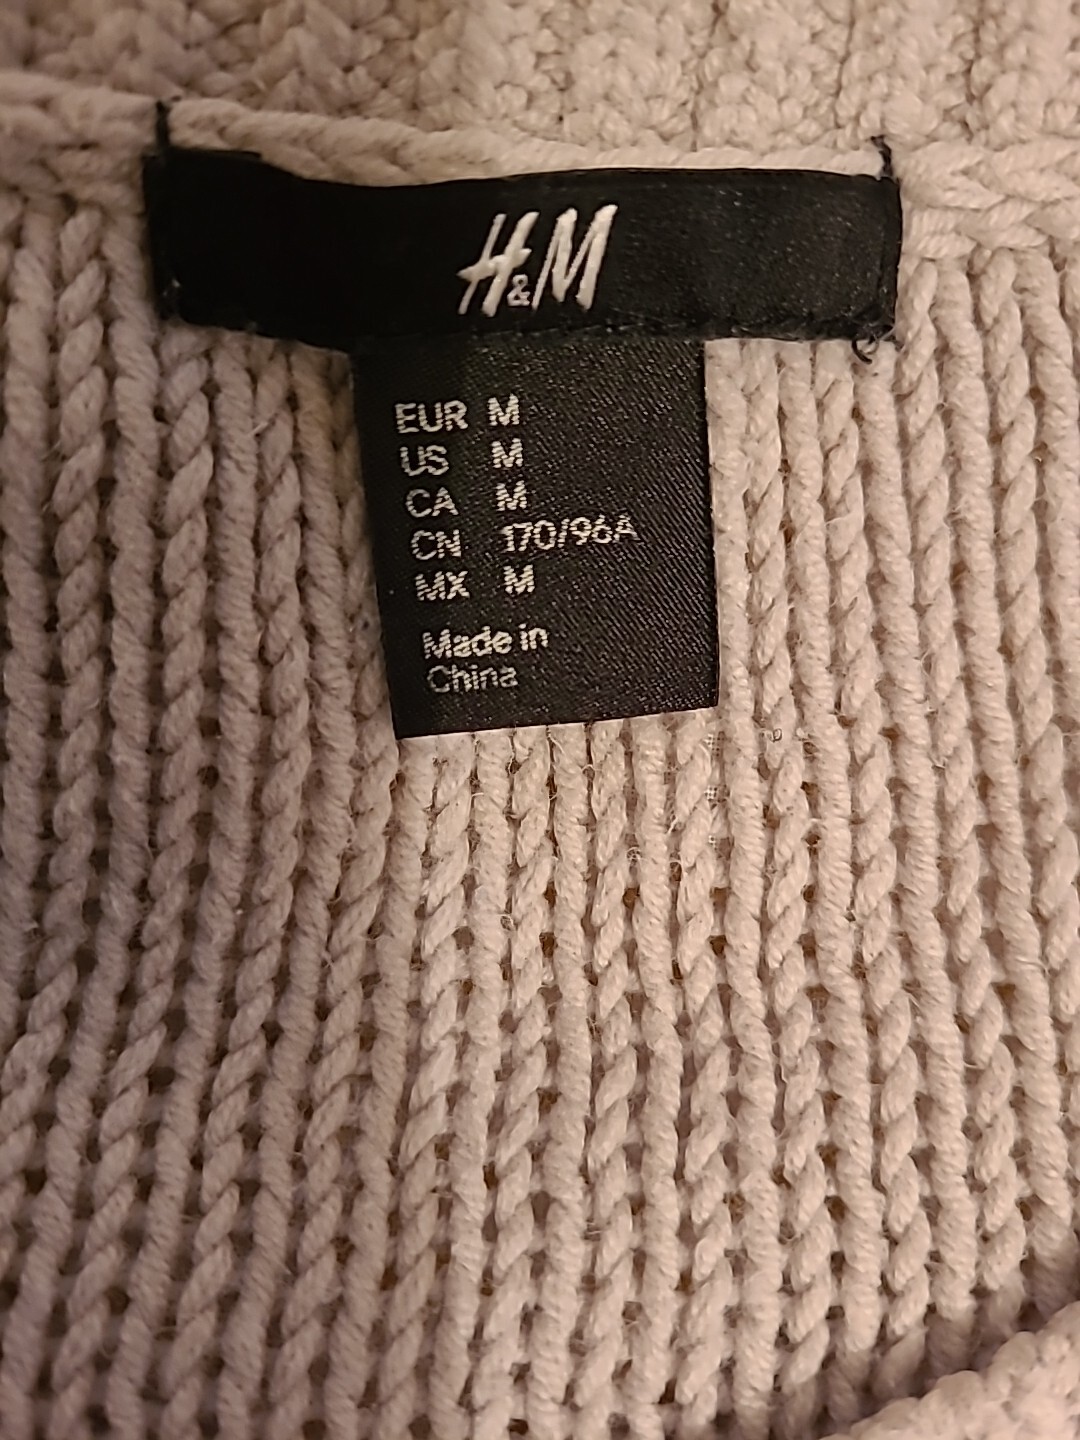 H&M
EUR M
US M
CA M
CN 170/96A
MX M
Made in
China